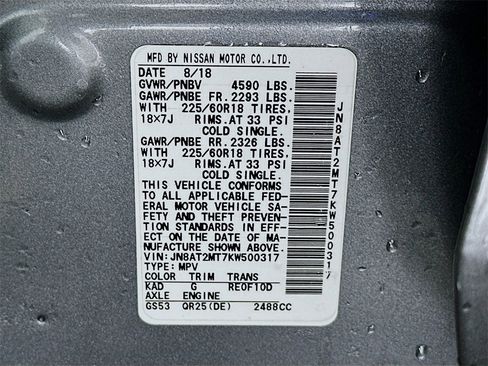 MFD BY NISSAN MOTOR CO.,LTD.
DATE 8/18
GVWR/PNBV 4590 LBS.
GAWR/PNBE FR. 2293 LBS.
WITH 225/60R18 TIRES,
18×7J RIMS.AT 33 PSI
COLD SINGLE.
GAWR/PNBE RR. 2326 LBS.
WITH 225/60R18 TIRES,
18×7J RIMS.AT 33 PSI
COLD SINGLE.
THIS VEHICLE CONFORMS
TO ALL APPLICABLE FED-
ERAL MOTOR VEHICLE SA-
FETY AND THEFT PREVEN-
TION STANDARDS IN EFF-
ECT ON THE DATE OF MA-
NUFACTURE SHOWN ABOVE.
VIN:JN8AT2MT7KW500317
TYPE:MPV
COLOR TRIM TRANS
KAD G RE0F10D
AXLE ENGINE
GS53 QR25(DE) 2488CC
JN8AT2MT7KW500317